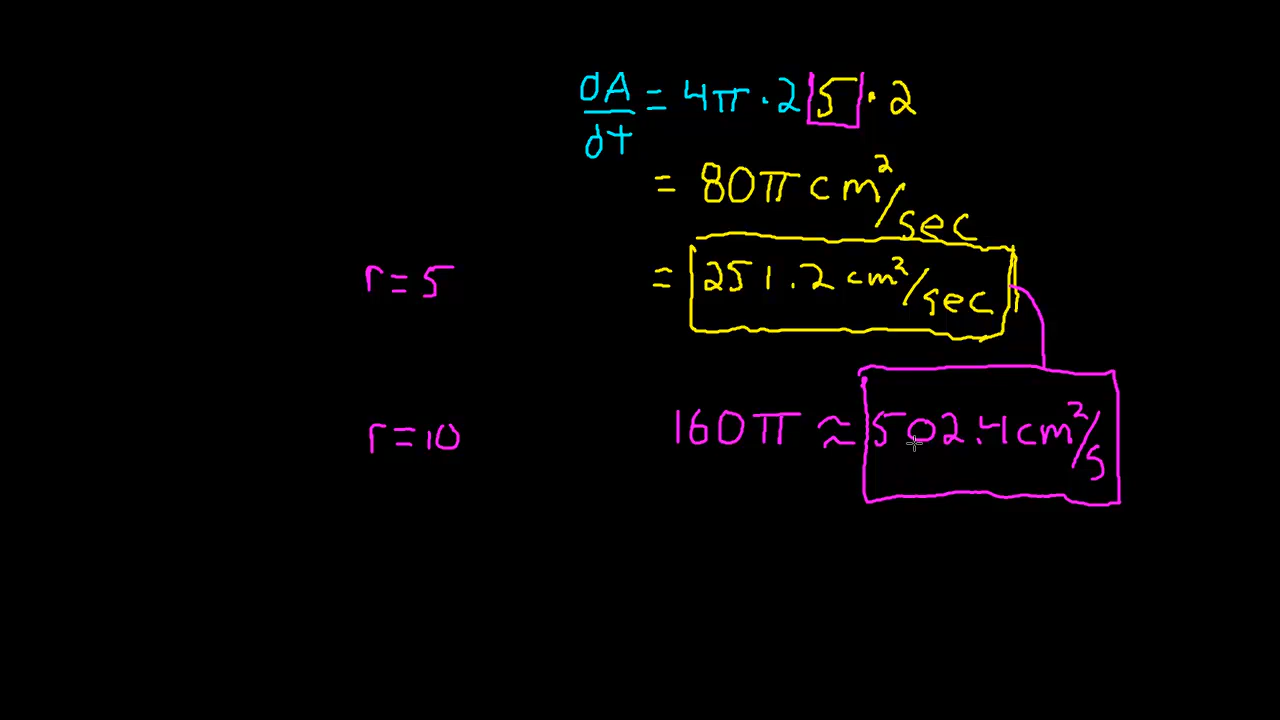 dA/dt = 4π · 2 5 · 2
= 80π cm²/sec
r = 5
= 251.2 cm²/sec
r = 10
160π ≈ 502.4 cm²/s